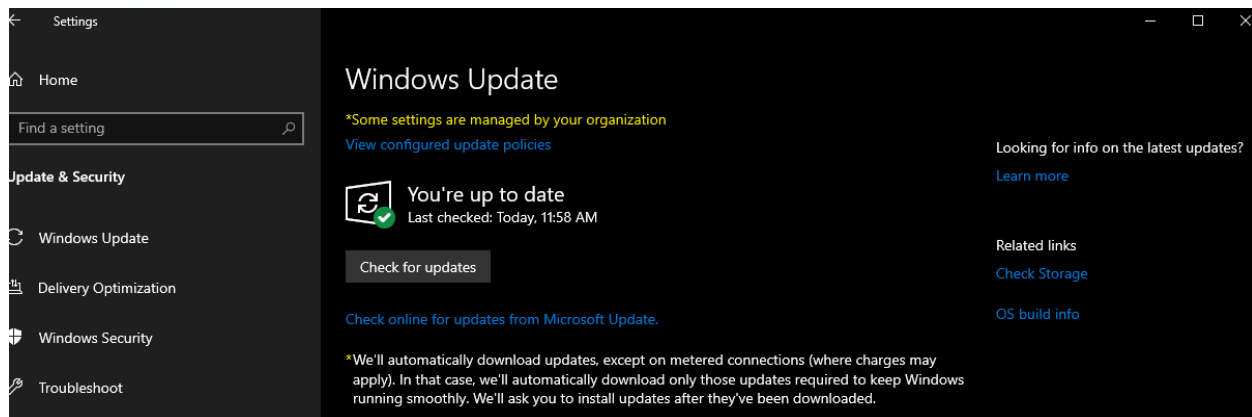 Settings
Home
Find a setting
Update & Security
Windows Update
Delivery Optimization
Windows Security
Troubleshoot
Windows Update
*Some settings are managed by your organization
View configured update policies
You're up to date
Last checked: Today, 11:58 AM
Check for updates
Check online for updates from Microsoft Update.
*We'll automatically download updates, except on metered connections (where charges may
apply). In that case, we'll automatically download only those updates required to keep Windows
running smoothly. We'll ask you to install updates after they've been downloaded.
Looking for info on the latest updates?
Learn more
Related links
Check Storage
OS build info